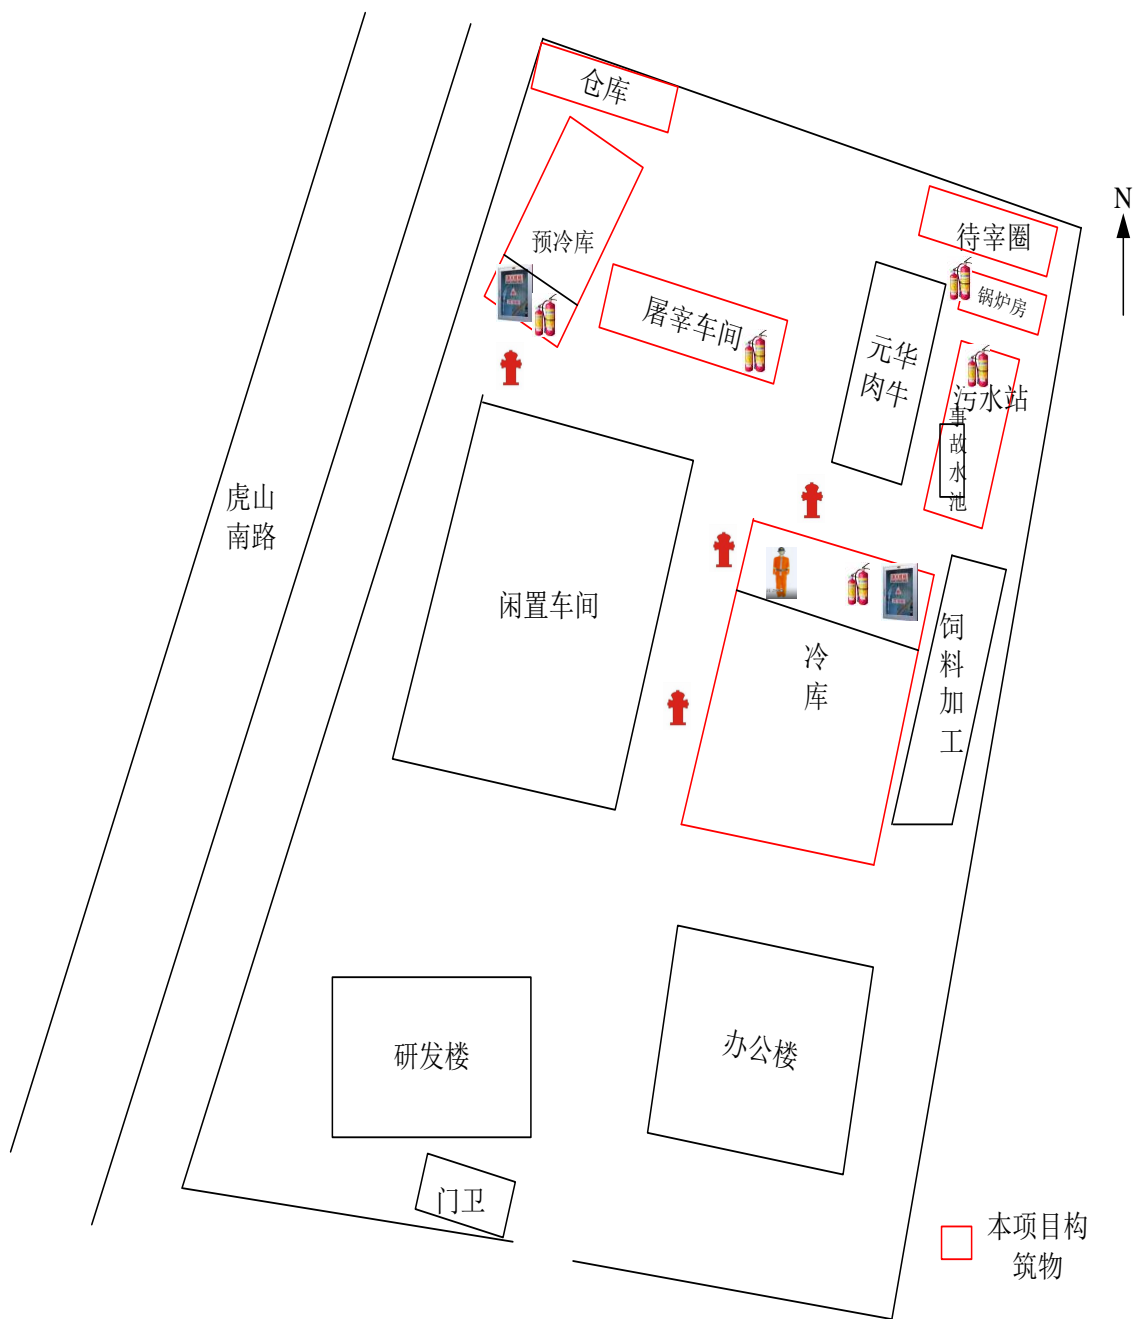 仓库
N
待宰圈
预冷库
锅炉房
屠宰车间
元华
肉牛
污水站
事
故
水
池
虎山
南路
闲置车间
冷
库
饲
料
加
工
研发楼
办公楼
门卫
本项目构
筑物